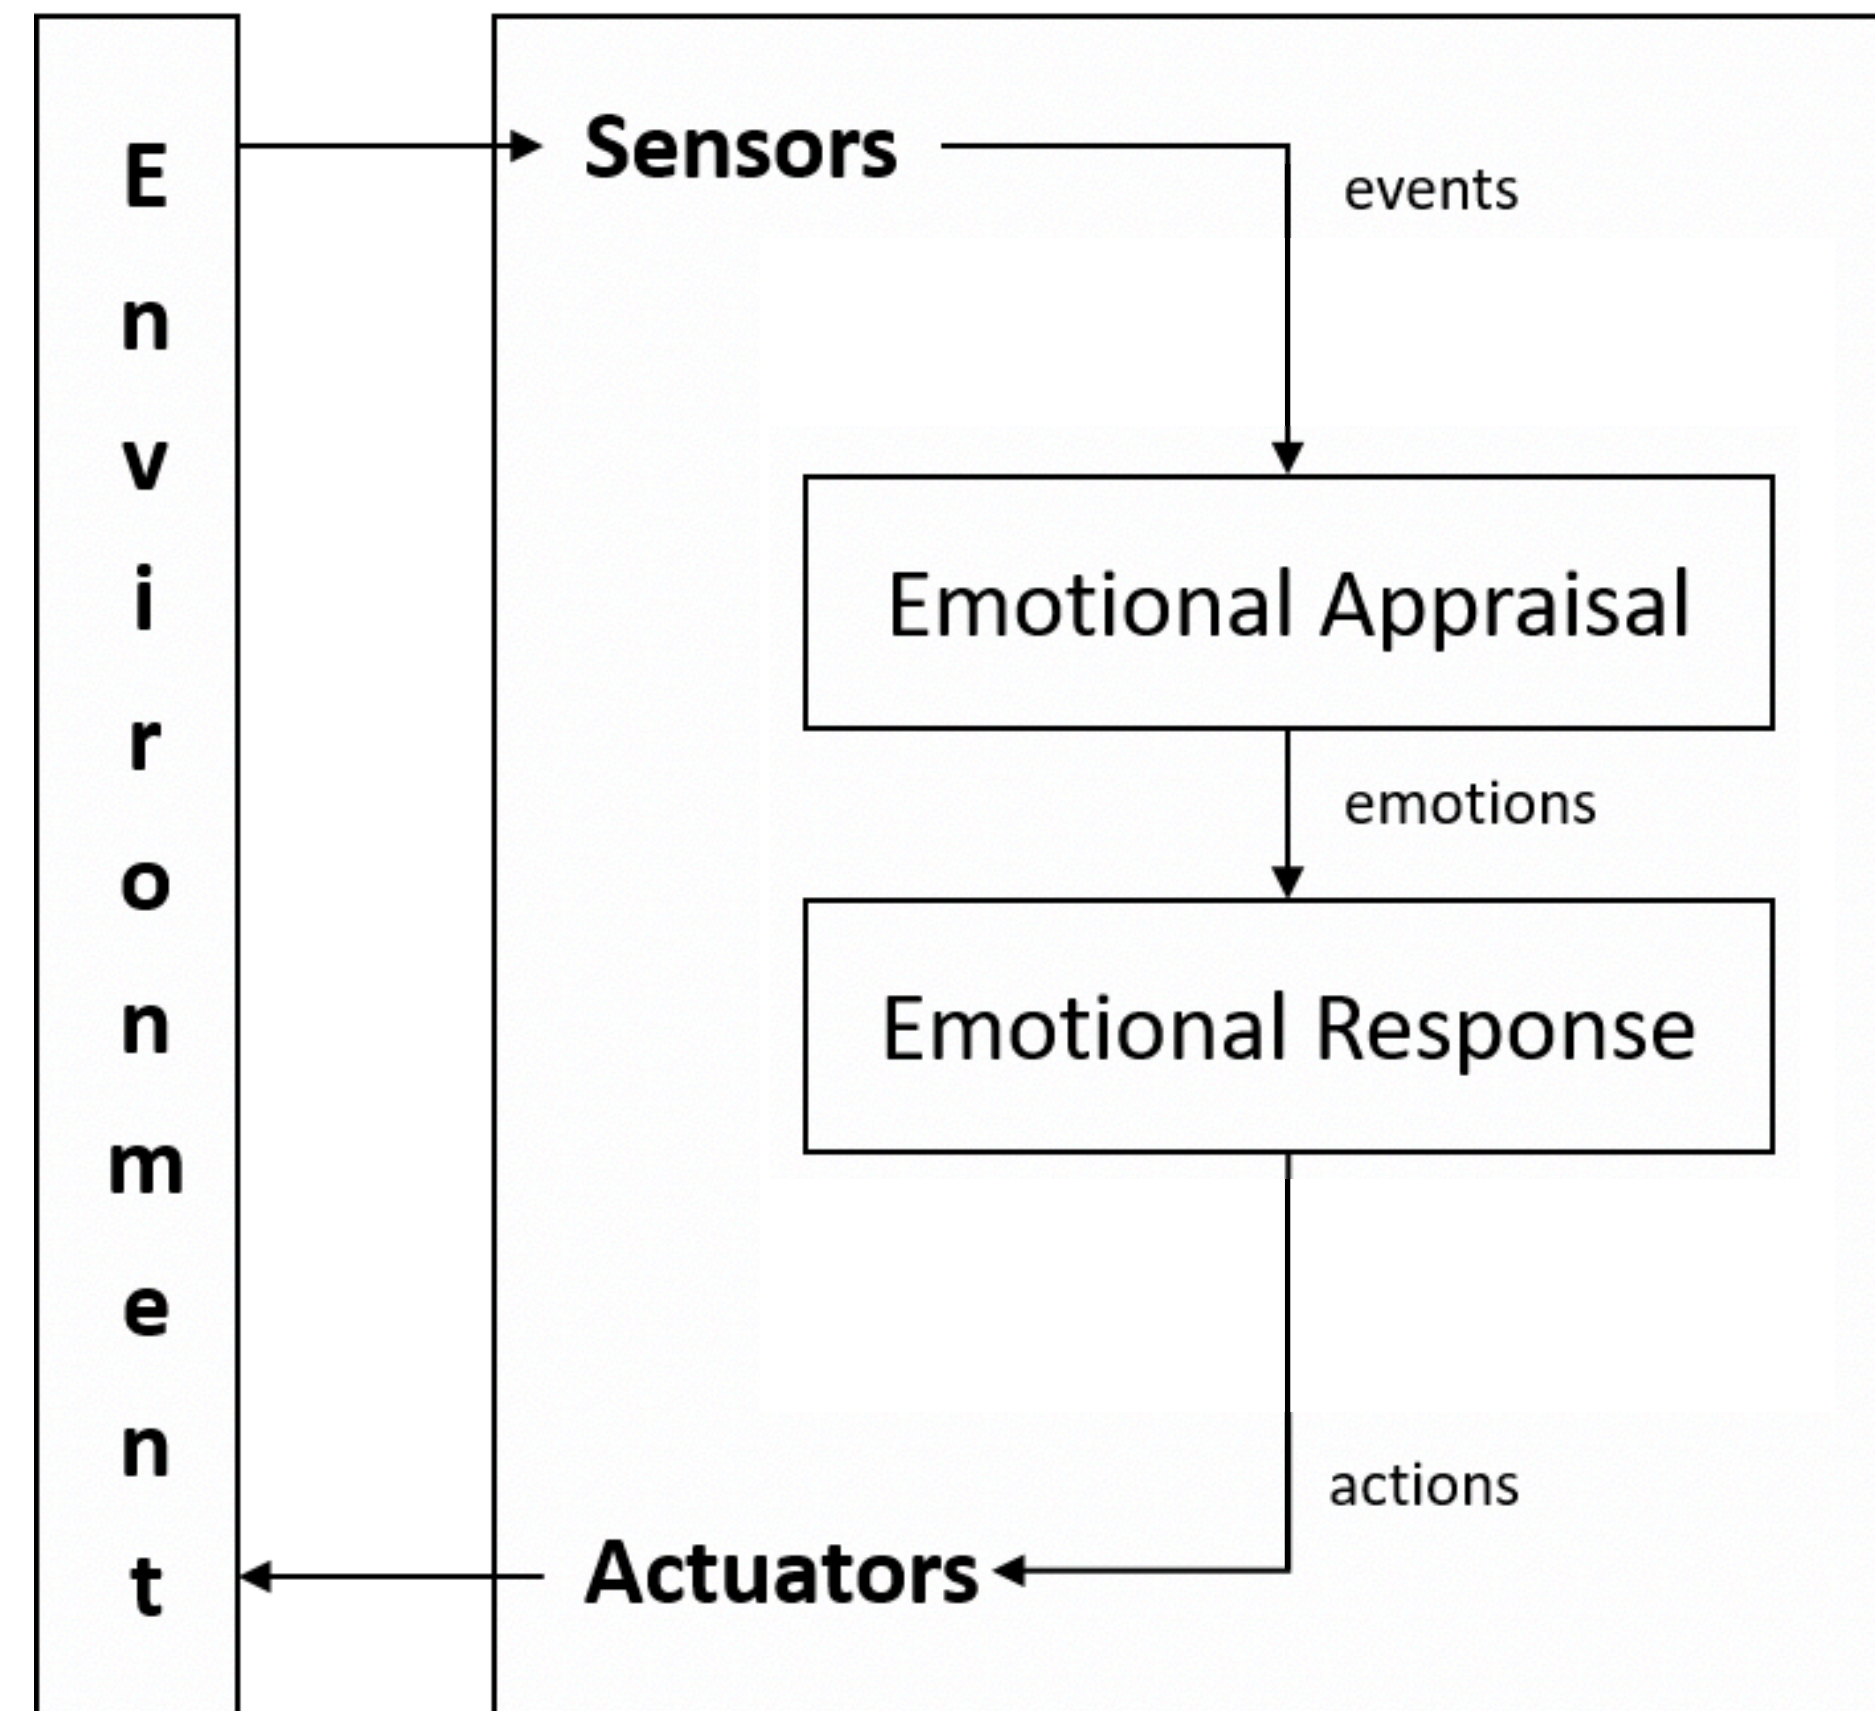 Environment
Sensors
events
Emotional Appraisal
emotions
Emotional Response
actions
Actuators